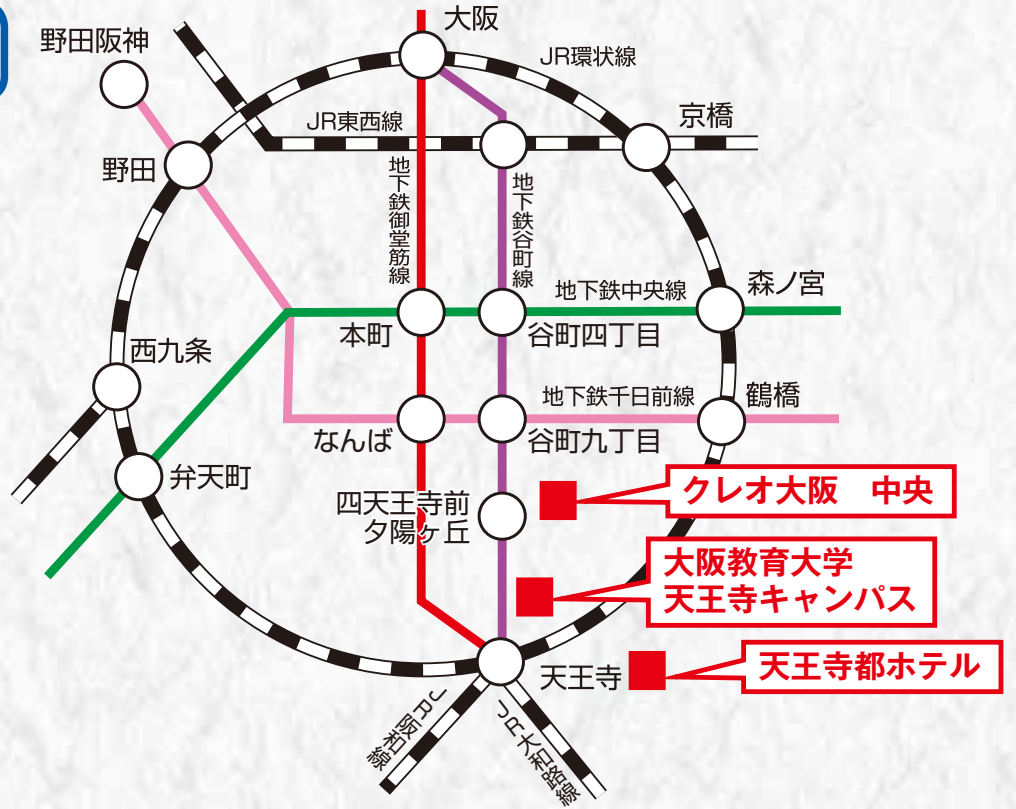 大阪
野田阪神
JR環状線
京橋
JR東西線
野田
地下鉄御堂筋線
地下鉄谷町線
森ノ宮
地下鉄中央線
本町
谷町四丁目
西九条
地下鉄千日前線
鶴橋
なんば
谷町九丁目
弁天町
クレオ大阪　中央
四天王寺前
夕陽ヶ丘
大阪教育大学
天王寺キャンパス
天王寺
天王寺都ホテル
JR阪和線
JR大和路線